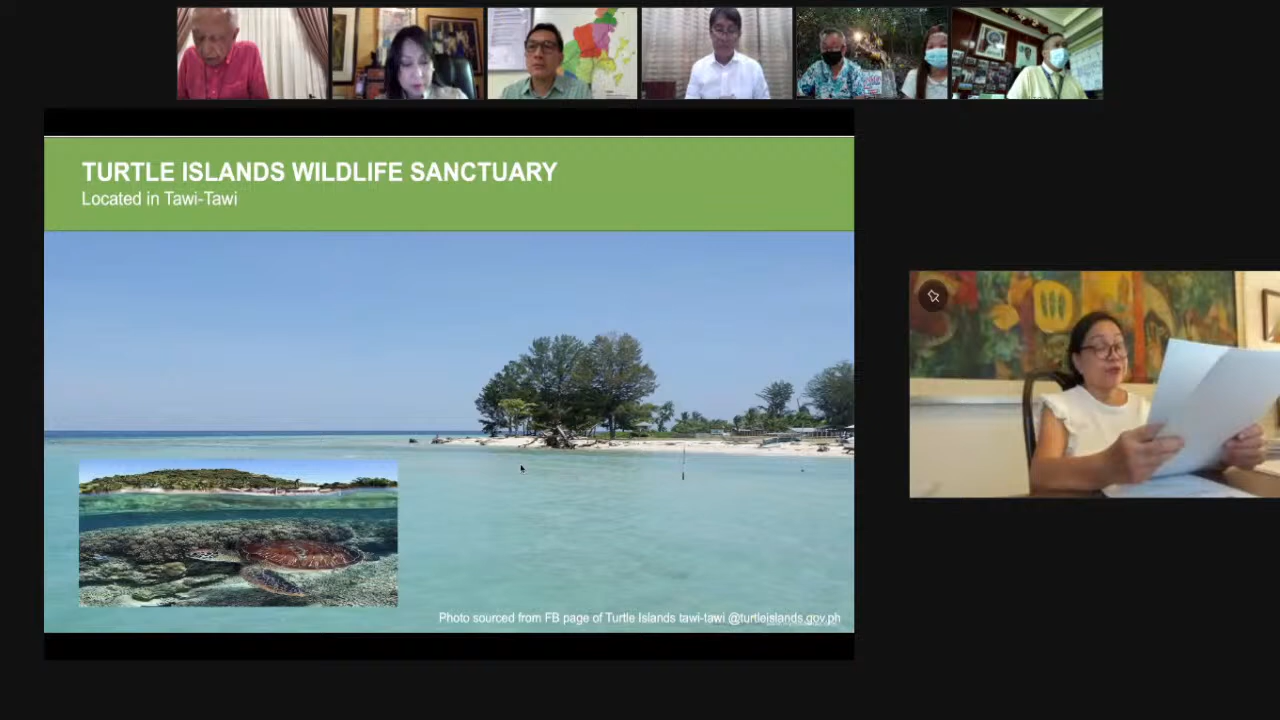 TURTLE ISLANDS WILDLIFE SANCTUARY
Located in Tawi-Tawi
Photo sourced from FB page of Turtle Islands tawi-tawi @turtleislands.gov.ph